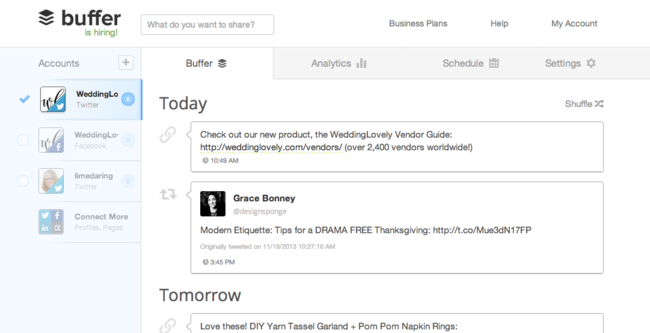 buffer
is hiring!
What do you want to share?
Business Plans
Help
My Account
Accounts
+
WeddingLo
Twitter
WeddingLov
Facebook
limedaring
Twitter
Connect More
Profiles, Pages
Buffer
Analytics
Schedule
Settings
Today
Shuffle
Check out our new product, the WeddingLovely Vendor Guide:
http://weddinglovely.com/vendors/ (over 2,400 vendors worldwide!)
10:49 AM
Grace Bonney
@designsponge
Modern Etiquette: Tips for a DRAMA FREE Thanksgiving: http://t.co/Mue3dN17FP
Originally tweeted on 11/19/2013 10:27:16 AM
3:45 PM
Tomorrow
Love these! DIY Yarn Tassel Garland + Pom Pom Napkin Rings: